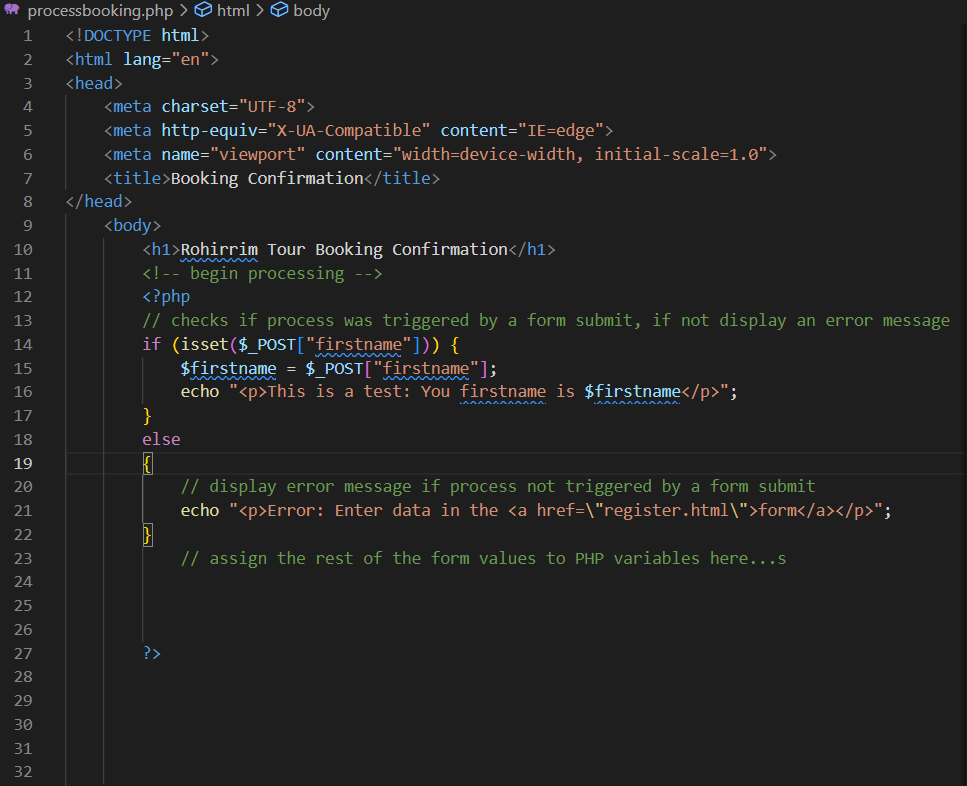 processbooking.php > html > body
1 <!DOCTYPE html>
2 <html lang="en">
3 <head>
4     <meta charset="UTF-8">
5     <meta http-equiv="X-UA-Compatible" content="IE=edge">
6     <meta name="viewport" content="width=device-width, initial-scale=1.0">
7     <title>Booking Confirmation</title>
8 </head>
9     <body>
10         <h1>Rohirrim Tour Booking Confirmation</h1>
11         <!-- begin processing -->
12         <?php
13         // checks if process was triggered by a form submit, if not display an error message
14         if (isset($_POST["firstname"])) {
15             $firstname = $_POST["firstname"];
16             echo "<p>This is a test: You firstname is $firstname</p>";
17         }
18         else
19         {
20             // display error message if process not triggered by a form submit
21             echo "<p>Error: Enter data in the <a href=\"register.html\">form</a></p>";
22         }
23             // assign the rest of the form values to PHP variables here...s
24
25
26
27         ?>
28
29
30
31
32